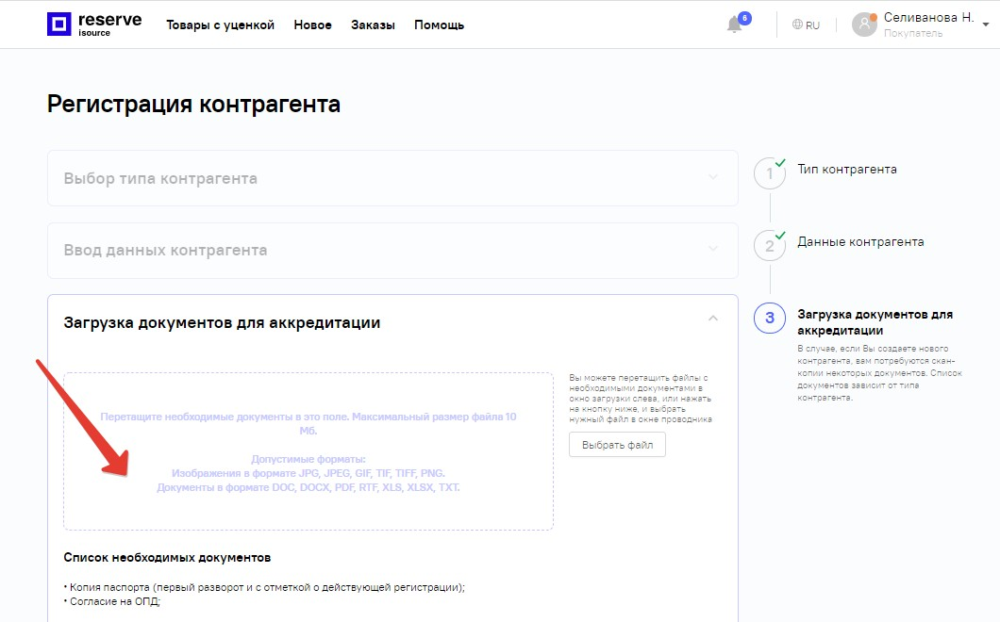 reserve
isource
Товары с уценкой Новое Заказы Помощь
6
RU
Селиванова Н.
Покупатель
Регистрация контрагента
Выбор типа контрагента
Ввод данных контрагента
Загрузка документов для аккредитации
Перетащите необходимые документы в это поле. Максимальный размер файла 10
Мб.
Допустимые форматы:
Изображения в формате JPG, JPEG, GIF, TIF, TIFF, PNG.
Документы в формате DOC, DOCX, PDF, RTF, XLS, XLSX, TXT.
Вы можете перетащить файлы с
необходимыми документами в
окно загрузки слева, или нажать
на кнопку ниже, и выбрать
нужный файл в окне проводника
Выбрать файл
Список необходимых документов
• Копия паспорта (первый разворот и с отметкой о действующей регистрации);
• Согласие на ОПД;
1 Тип контрагента
2 Данные контрагента
3 Загрузка документов для
аккредитации
В случае, если Вы создаете нового
контрагента, вам потребуются скан-
копии некоторых документов. Список
документов зависит от типа
контрагента.